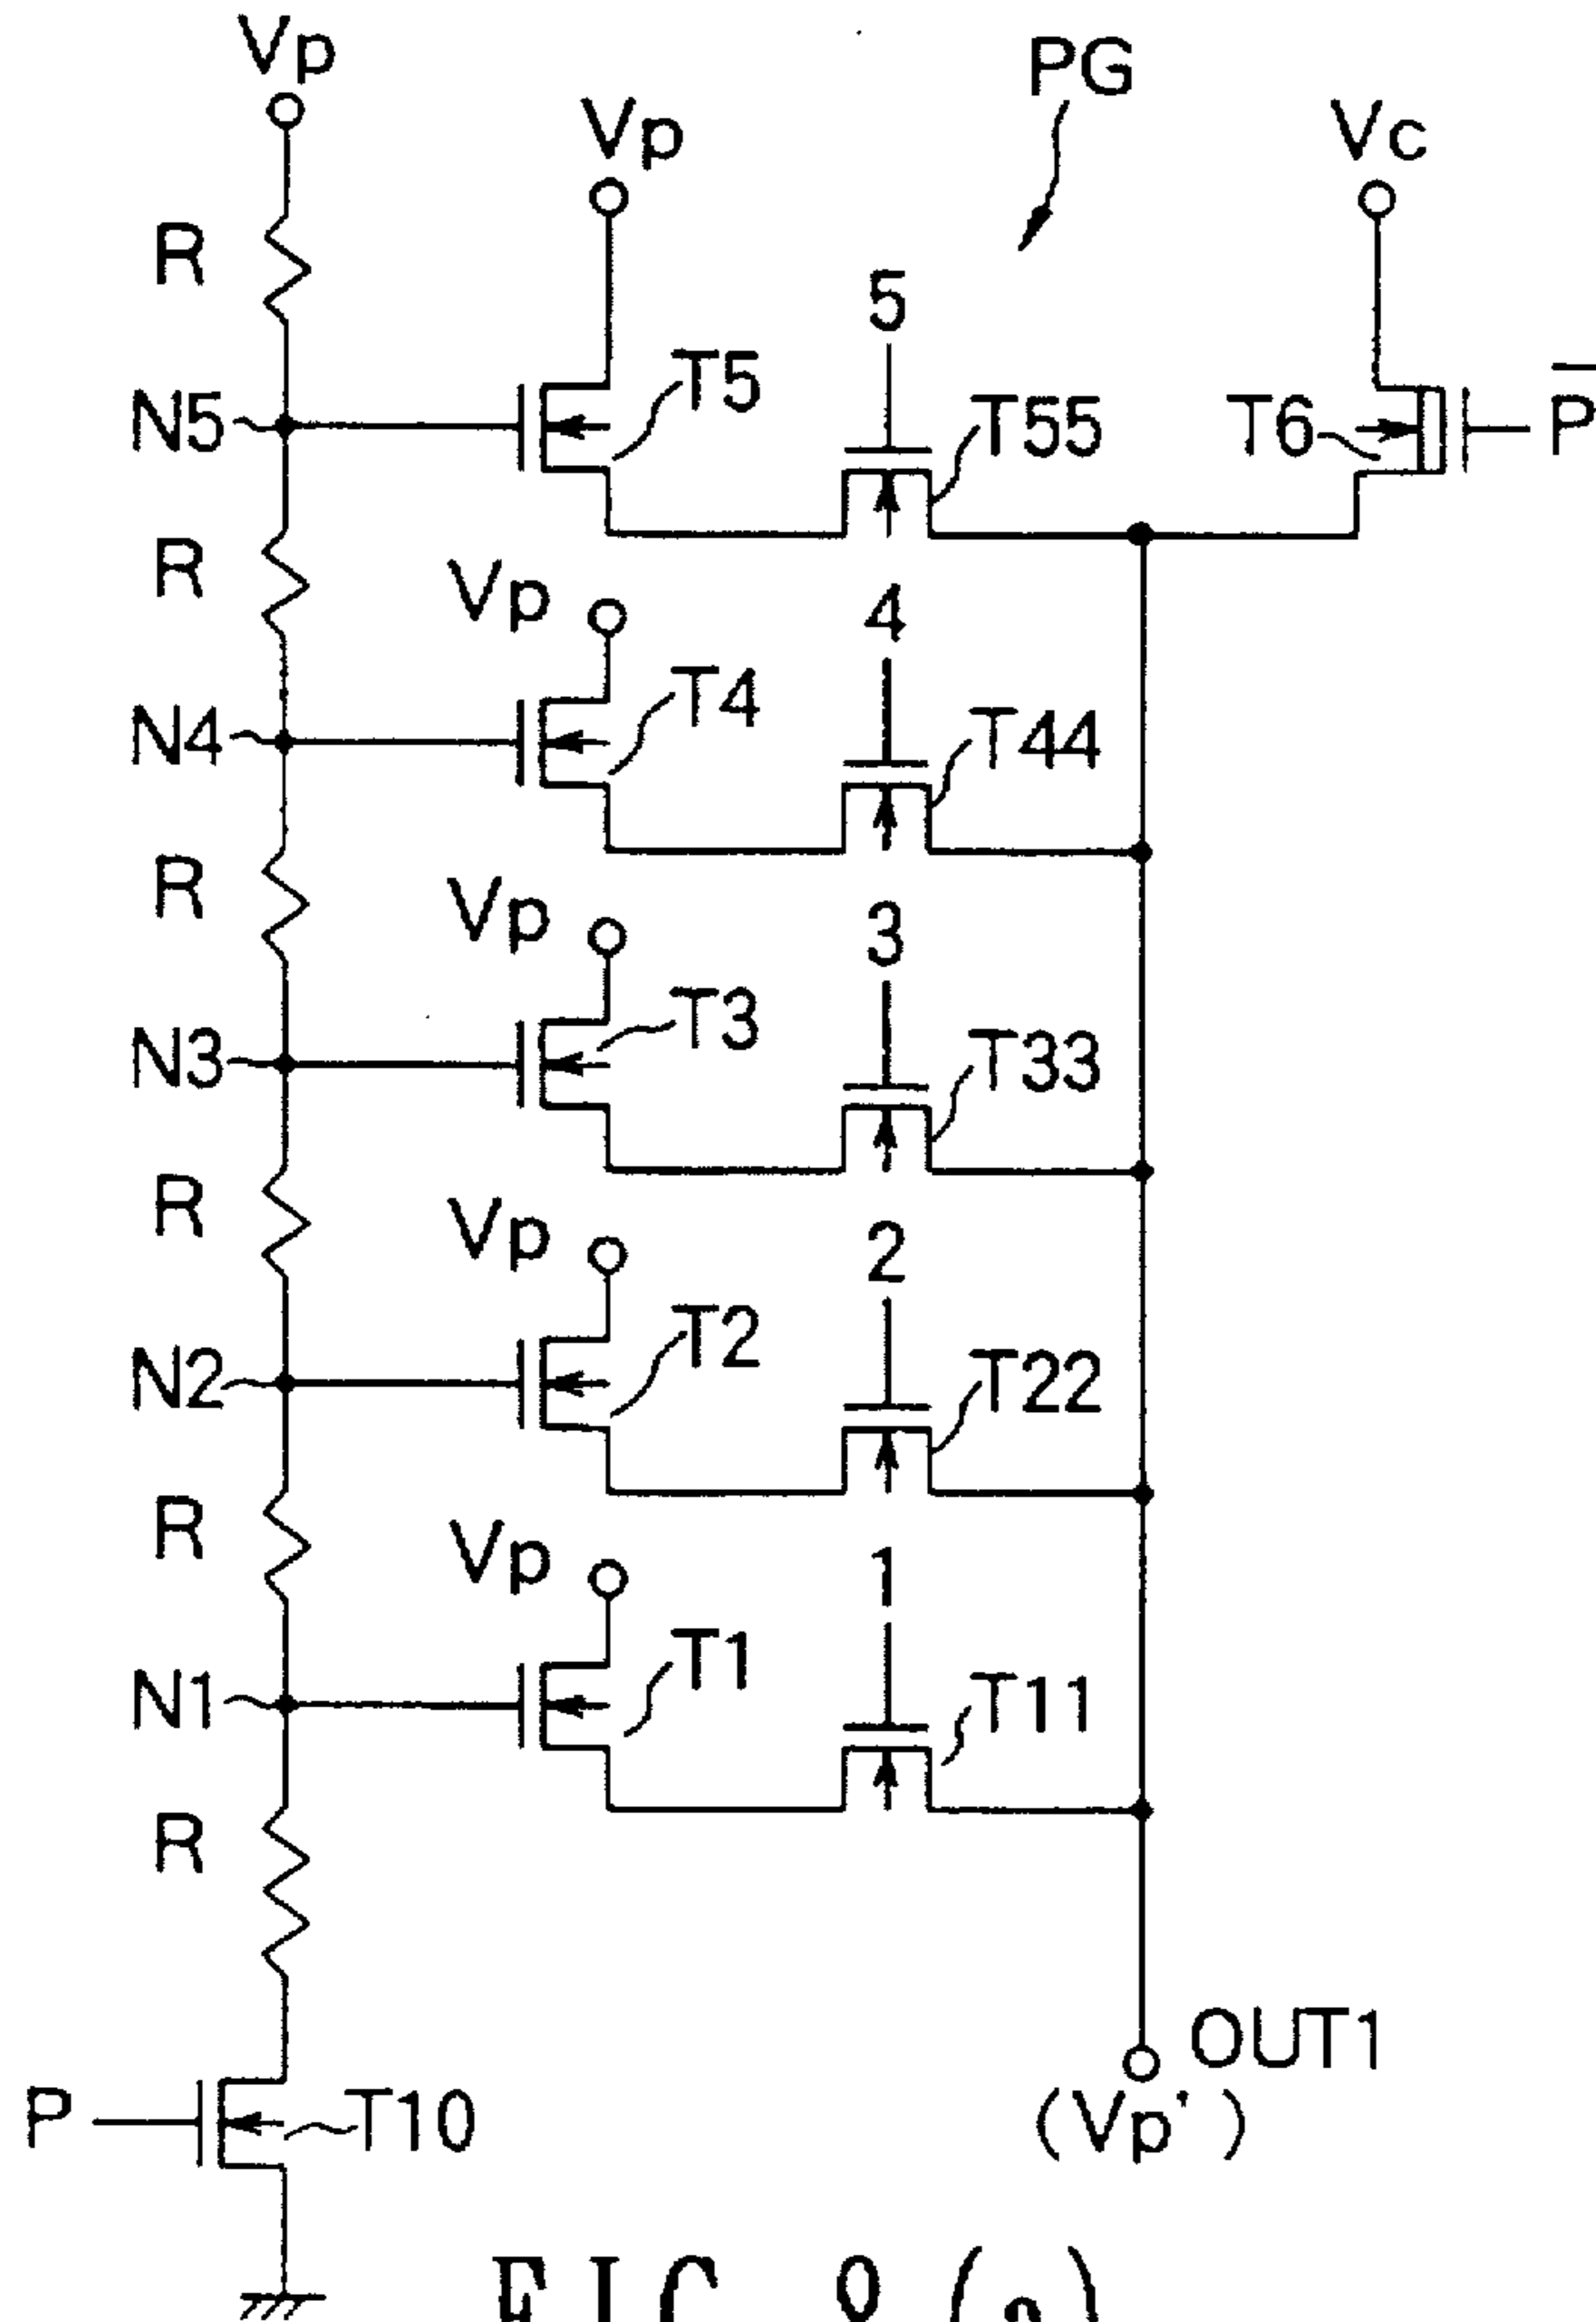 Vp
PG
Vp
Vc
R
5
T5
N5
T55
T6
P̅
R
Vp
4
T4
N4
T44
R
Vp
3
T3
N3
T33
R
Vp
2
T2
N2
T22
R
Vp
1
T1
N1
T11
R
OUT1
P
T10
(Vp')